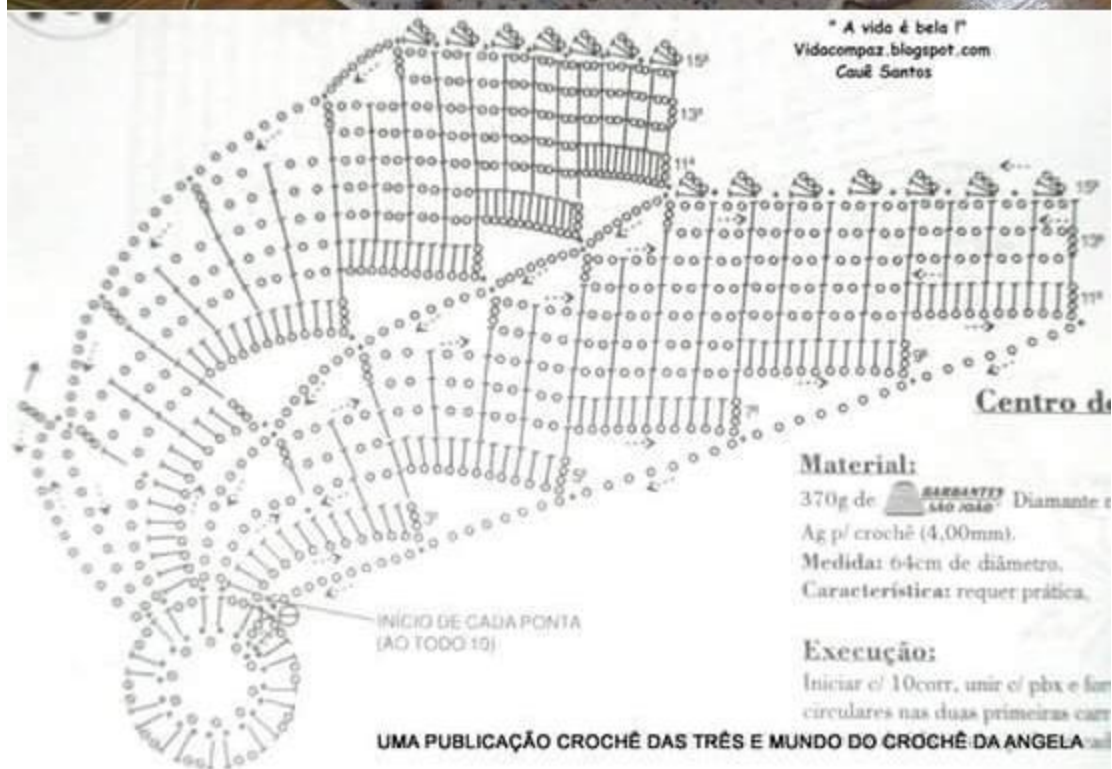 " A vida é bela !"
Vidacompaz.blogspot.com
Cauê Santos
15ª
13ª
11ª
15ª
13ª
11ª
9ª
7ª
5ª
3ª
Centro de
Material:
370g de BARBANTES SÃO JOÃO Diamante
Ag p/ crochê (4,00mm).
Medida: 64cm de diâmetro.
Característica: requer prática.
INÍCIO DE CADA PONTA
(AO TODO 10)
Execução:
Iniciar c/ 10corr, unir c/ pbx e
circulares nas duas primeiras
UMA PUBLICAÇÃO CROCHÊ DAS TRÊS E MUNDO DO CROCHÊ DA ANGELA